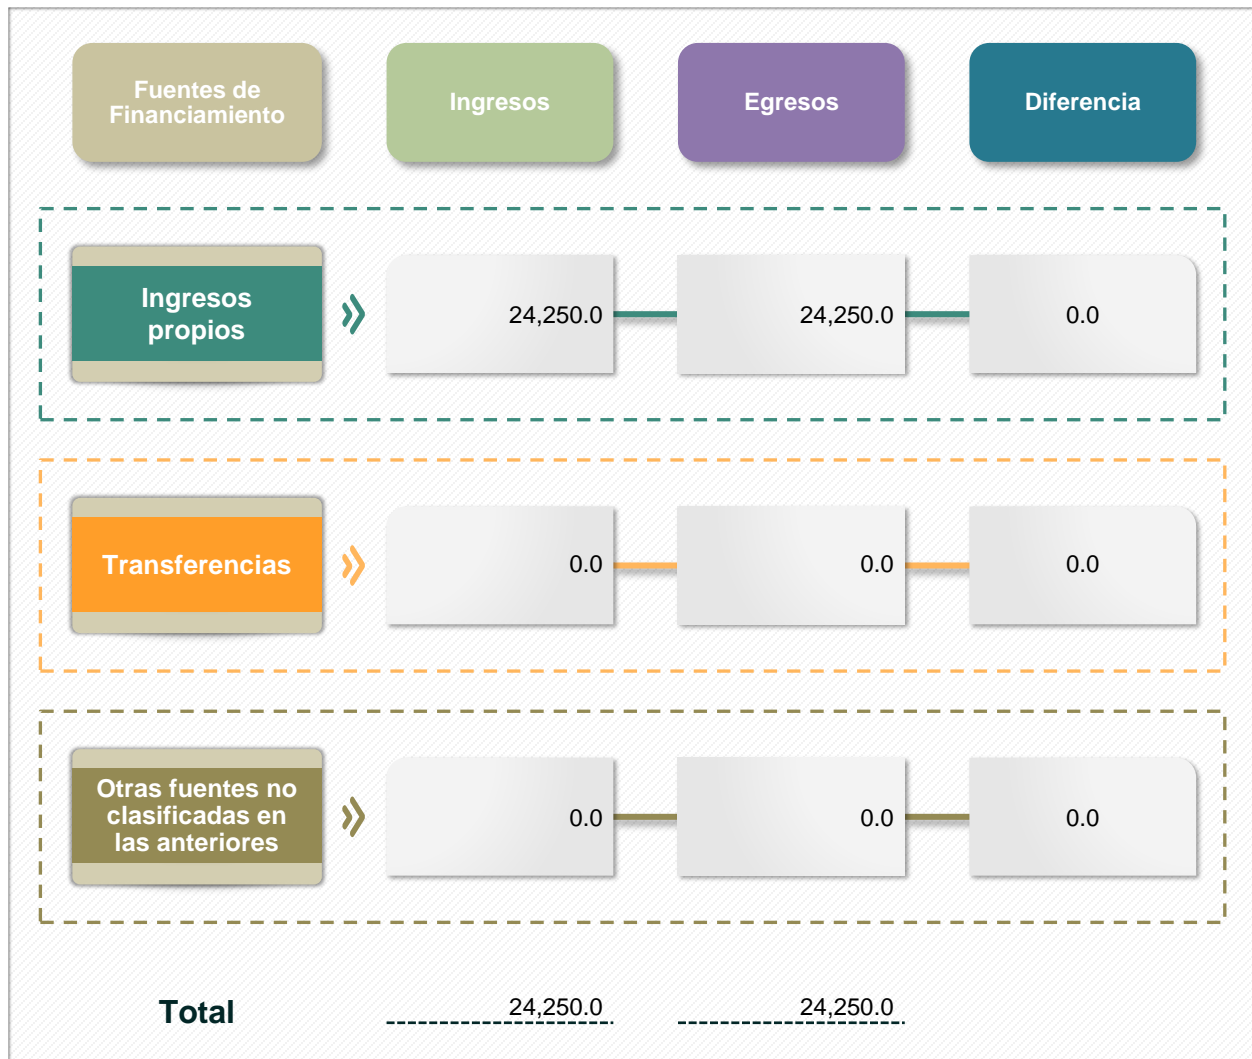 Fuentes de
Financiamiento
Ingresos
Egresos
Diferencia
Ingresos
propios
24,250.0
24,250.0
0.0
Transferencias
0.0
0.0
0.0
Otras fuentes no
clasificadas en
las anteriores
0.0
0.0
0.0
Total
24,250.0
24,250.0